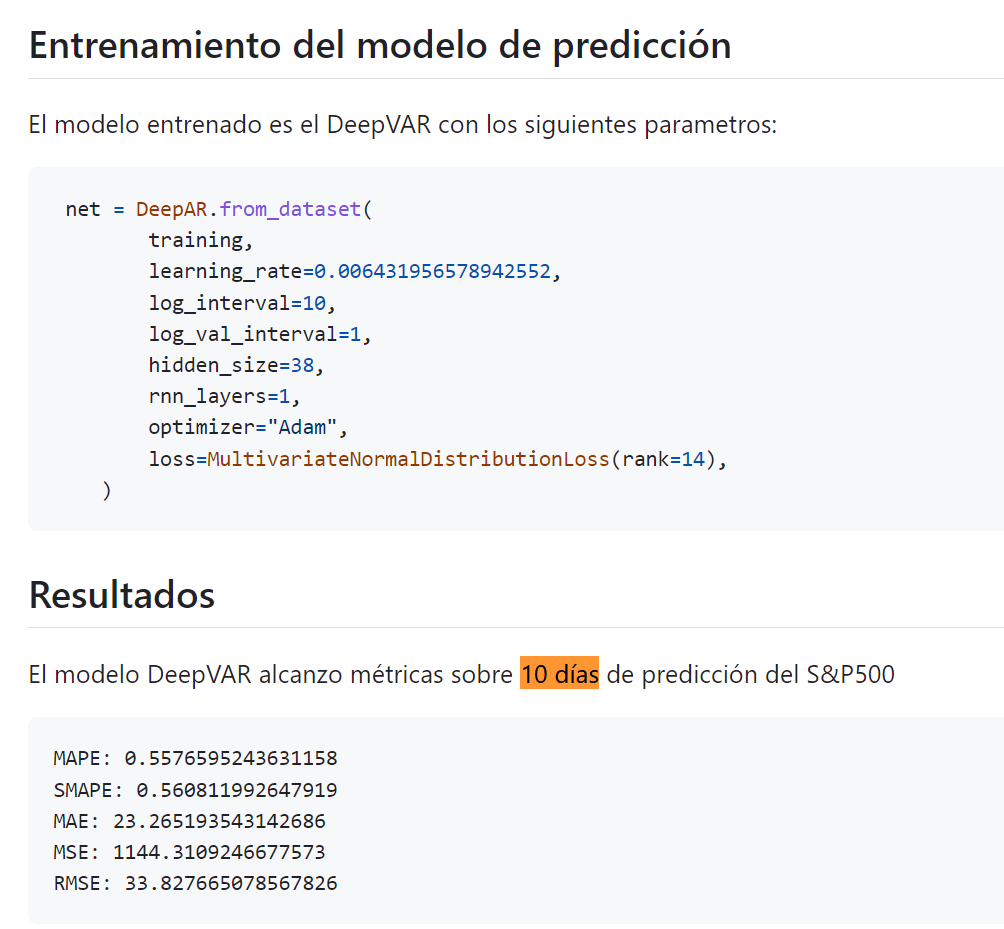 Entrenamiento del modelo de predicción
El modelo entrenado es el DeepVAR con los siguientes parametros:
net = DeepAR.from_dataset(
training,
learning_rate=0.006431956578942552,
log_interval=10,
log_val_interval=1,
hidden_size=38,
rnn_layers=1,
optimizer="Adam",
loss=MultivariateNormalDistributionLoss(rank=14),
)
Resultados
El modelo DeepVAR alcanzo métricas sobre 10 días de predicción del S&P500
MAPE: 0.5576595243631158
SMAPE: 0.560811992647919
MAE: 23.265193543142686
MSE: 1144.3109246677573
RMSE: 33.827665078567826